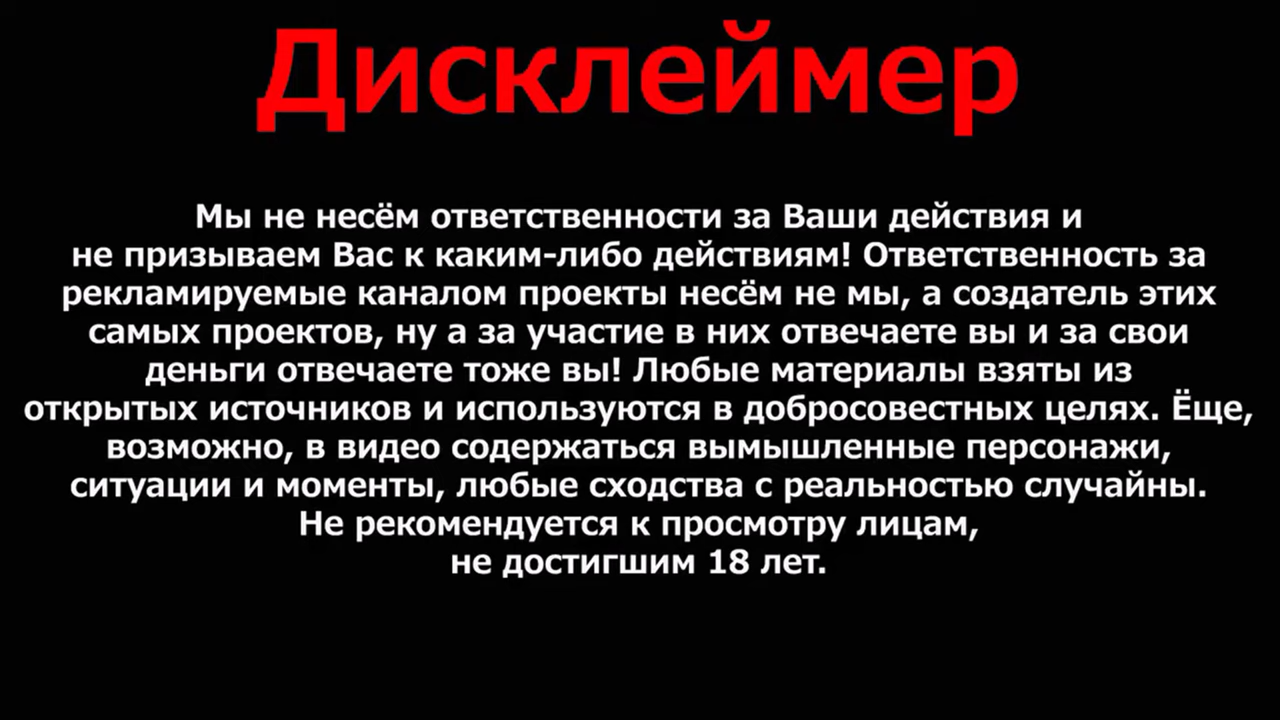 Дисклеймер
Мы не несём ответственности за Ваши действия и
не призываем Вас к каким-либо действиям! Ответственность за
рекламируемые каналом проекты несём не мы, а создатель этих
самых проектов, ну а за участие в них отвечаете вы и за свои
деньги отвечаете тоже вы! Любые материалы взяты из
открытых источников и используются в добросовестных целях. Ёще,
возможно, в видео содержаться вымышленные персонажи,
ситуации и моменты, любые сходства с реальностью случайны.
Не рекомендуется к просмотру лицам,
не достигшим 18 лет.